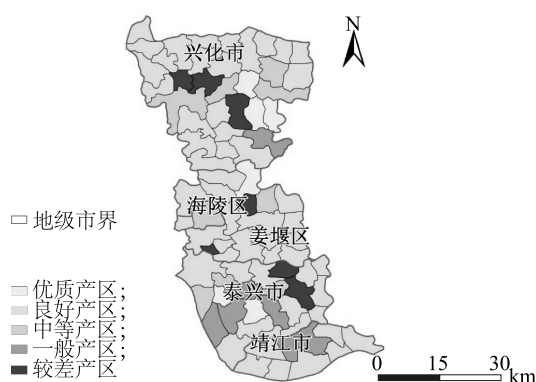 N
兴化市
海陵区
地级市界
姜堰区
优质产区；
良好产区；
中等产区；
一般产区；
较差产区
泰兴市
靖江市
0 15 30
km